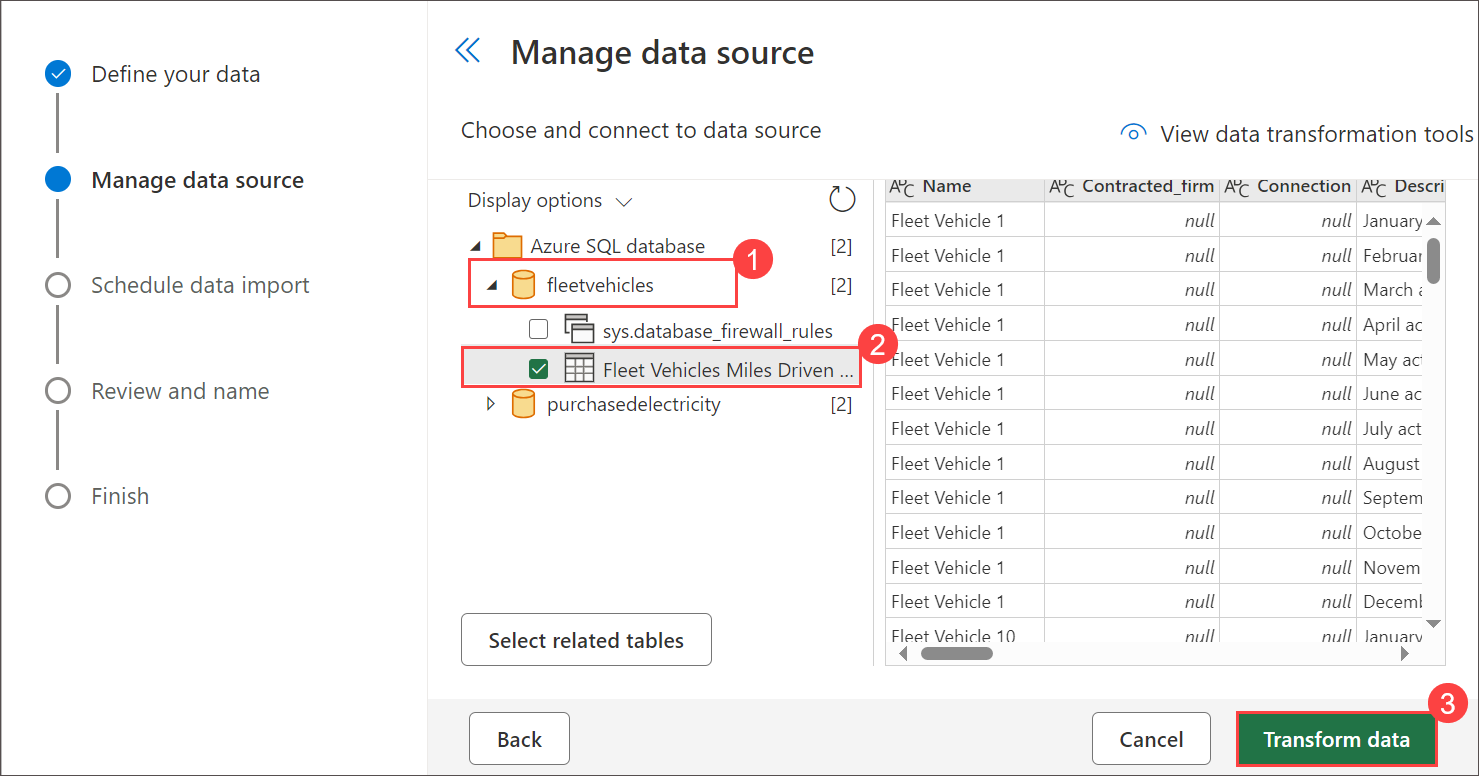 Define your data
Manage data source
Schedule data import
Review and name
Finish
Manage data source
Choose and connect to data source
View data transformation tools
Display options
Azure SQL database [2]
1
fleetvehicles [2]
sys.database_firewall_rules
2
Fleet Vehicles Miles Driven ...
purchasedelectricity [2]
Select related tables
ABC Name ABC Contracted_firm ABC Connection ABC Descri
Fleet Vehicle 1 null null January
Fleet Vehicle 1 null null Februar
Fleet Vehicle 1 null null March a
Fleet Vehicle 1 null null April ac
Fleet Vehicle 1 null null May act
Fleet Vehicle 1 null null June ac
Fleet Vehicle 1 null null July act
Fleet Vehicle 1 null null August
Fleet Vehicle 1 null null Septem
Fleet Vehicle 1 null null Octobe
Fleet Vehicle 1 null null Novem
Fleet Vehicle 1 null null Decemb
Fleet Vehicle 10 null null January
Back
Cancel
3
Transform data